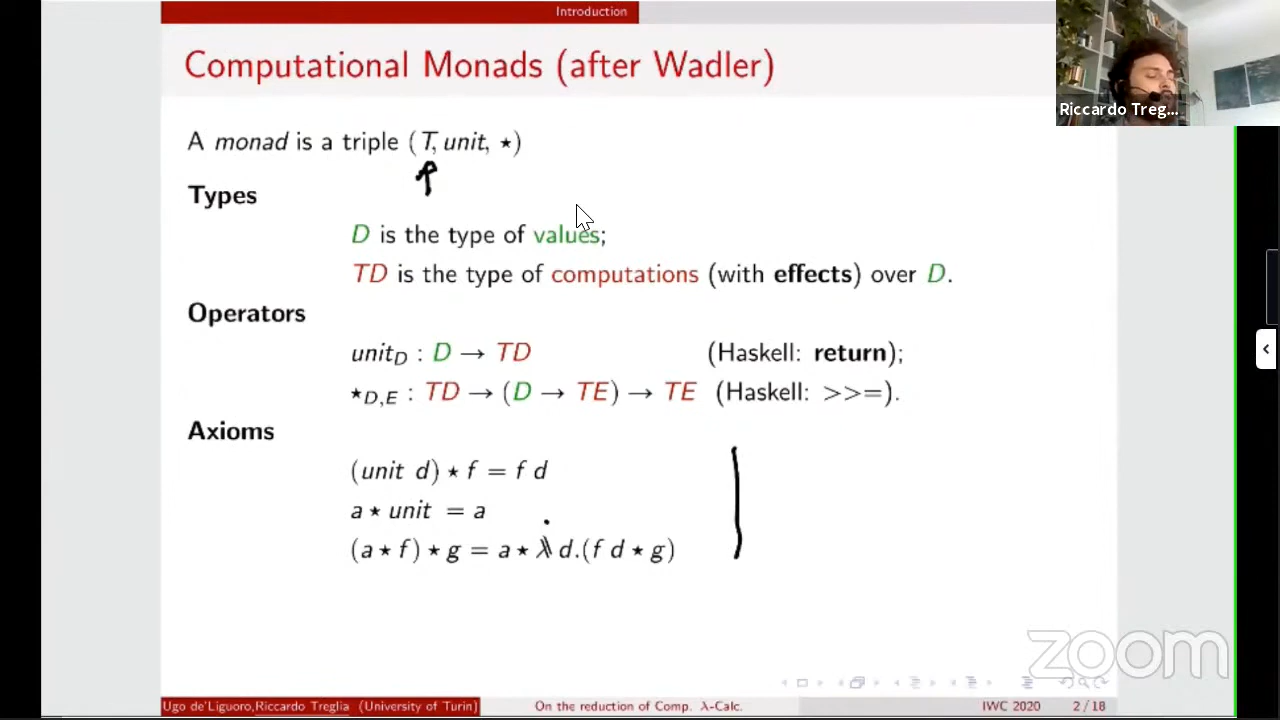 Introduction
Computational Monads (after Wadler)
Riccardo Treg...
A monad is a triple (T, unit, ⋆)
Types
D is the type of values;
TD is the type of computations (with effects) over D.
Operators
unit_D : D → TD (Haskell: return);
⋆_D,E : TD → (D → TE) → TE (Haskell: >>=).
Axioms
(unit d) ⋆ f = f d
a ⋆ unit = a
(a ⋆ f) ⋆ g = a ⋆ λ d.(f d ⋆ g)
zoom
Ugo de'Liguoro,Riccardo Treglia (University of Turin) On the reduction of Comp. λ-Calc. IWC 2020 2 / 18